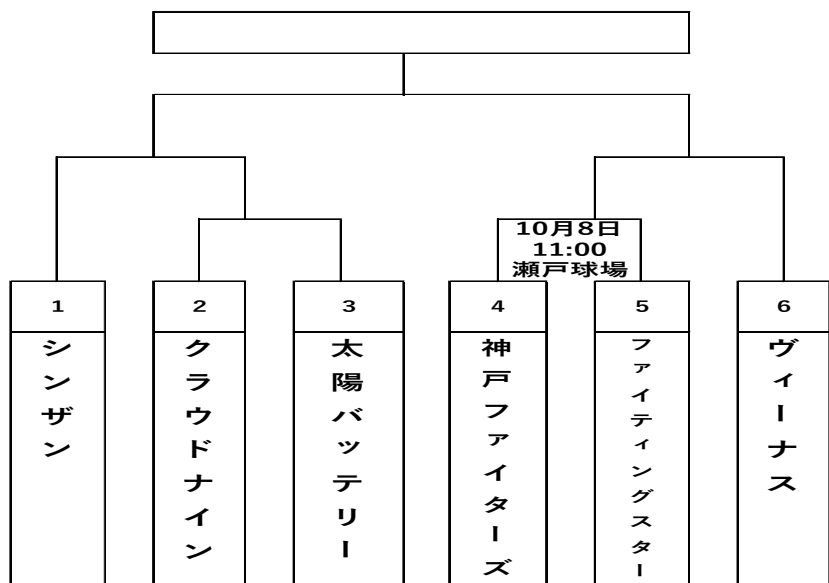 10月8日
11:00
瀬戸球場
1
2
3
4
5
6
シンザン
クラウドナイン
太陽バッテリー
神戸ファイターズ
ファイティングスター
ヴィーナス